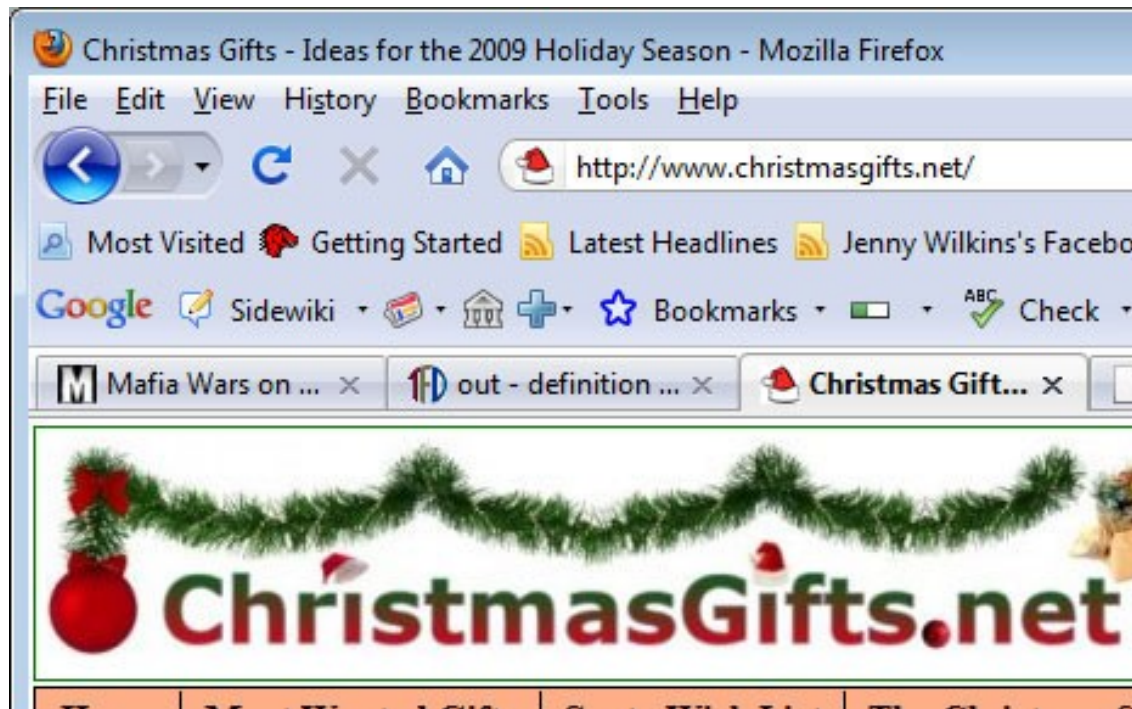 Christmas Gifts - Ideas for the 2009 Holiday Season - Mozilla Firefox
File Edit View History Bookmarks Tools Help
http://www.christmasgifts.net/
Most Visited Getting Started Latest Headlines Jenny Wilkins's Facebo
Google Sidewiki Bookmarks ABC Check
M Mafia Wars on ... TFD out - definition ... Christmas Gift...
ChristmasGifts.net